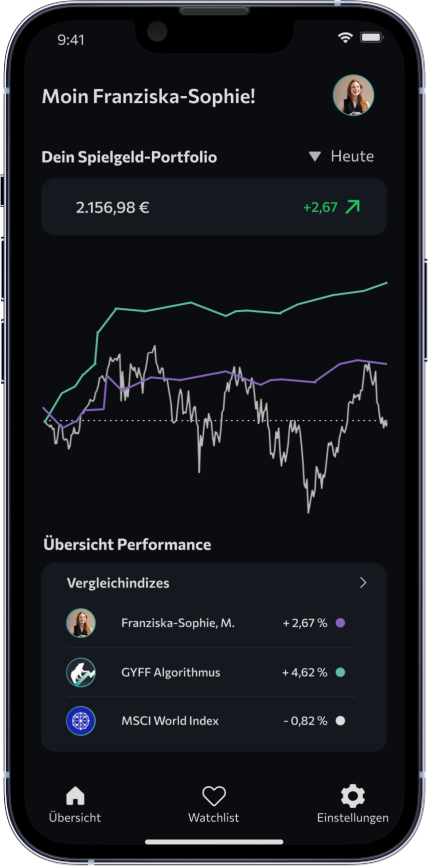 9:41
Moin Franziska-Sophie!
Dein Spielgeld-Portfolio
Heute
2.156,98 €
+2,67
Übersicht Performance
Vergleichindizes
Franziska-Sophie, M. + 2,67 %
GYFF Algorithmus + 4,62 %
MSCI World Index - 0,82 %
Übersicht Watchlist Einstellungen